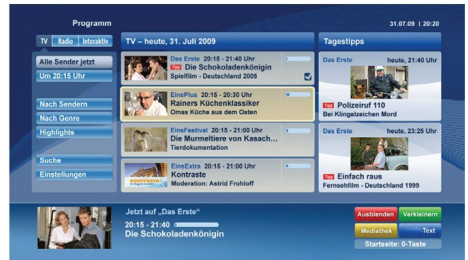 Programm
31.07.09 | 20:20
TV Radio Interaktiv
TV – heute, 31. Juli 2009
Tagestipps
Alle Sender jetzt
Um 20:15 Uhr
Nach Sendern
Nach Genre
Highlights
Suche
Einstellungen
Das Erste 20:15 - 21:40 Uhr
Tipp Die Schokoladenkönigin
Spielfilm - Deutschland 2005
EinsPlus 20:15 - 20:30 Uhr
Rainers Küchenklassiker
Omas Küche aus dem Osten
EinsFestival 20:15 - 21:00 Uhr
Die Murmeltiere von Kasach...
Tierdokumentation
EinsExtra 20:15 - 21:00 Uhr
Kontraste
Moderation: Astrid Frohloff
Das Erste heute, 21:40 Uhr
Tipp Polizeiruf 110
Bei Klingelzeichen Mord
Das Erste heute, 23:25 Uhr
Tipp Einfach raus
Fernsehfilm - Deutschland 1999
Jetzt auf „Das Erste“
20:15 - 21:40
Die Schokoladenkönigin
Ausblenden Verkleinern
Mediathek Text
Startseite: 0-Taste